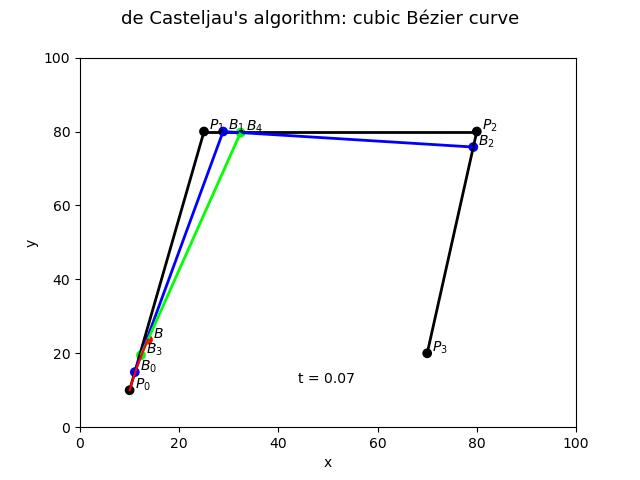 de Casteljau's algorithm: cubic Bézier curve
100
80
60
40
20
0
y
P₁
B₁
B₄
P₂
B₂
B
B₃
B₀
P₀
P₃
t = 0.07
0
20
40
60
80
100
x